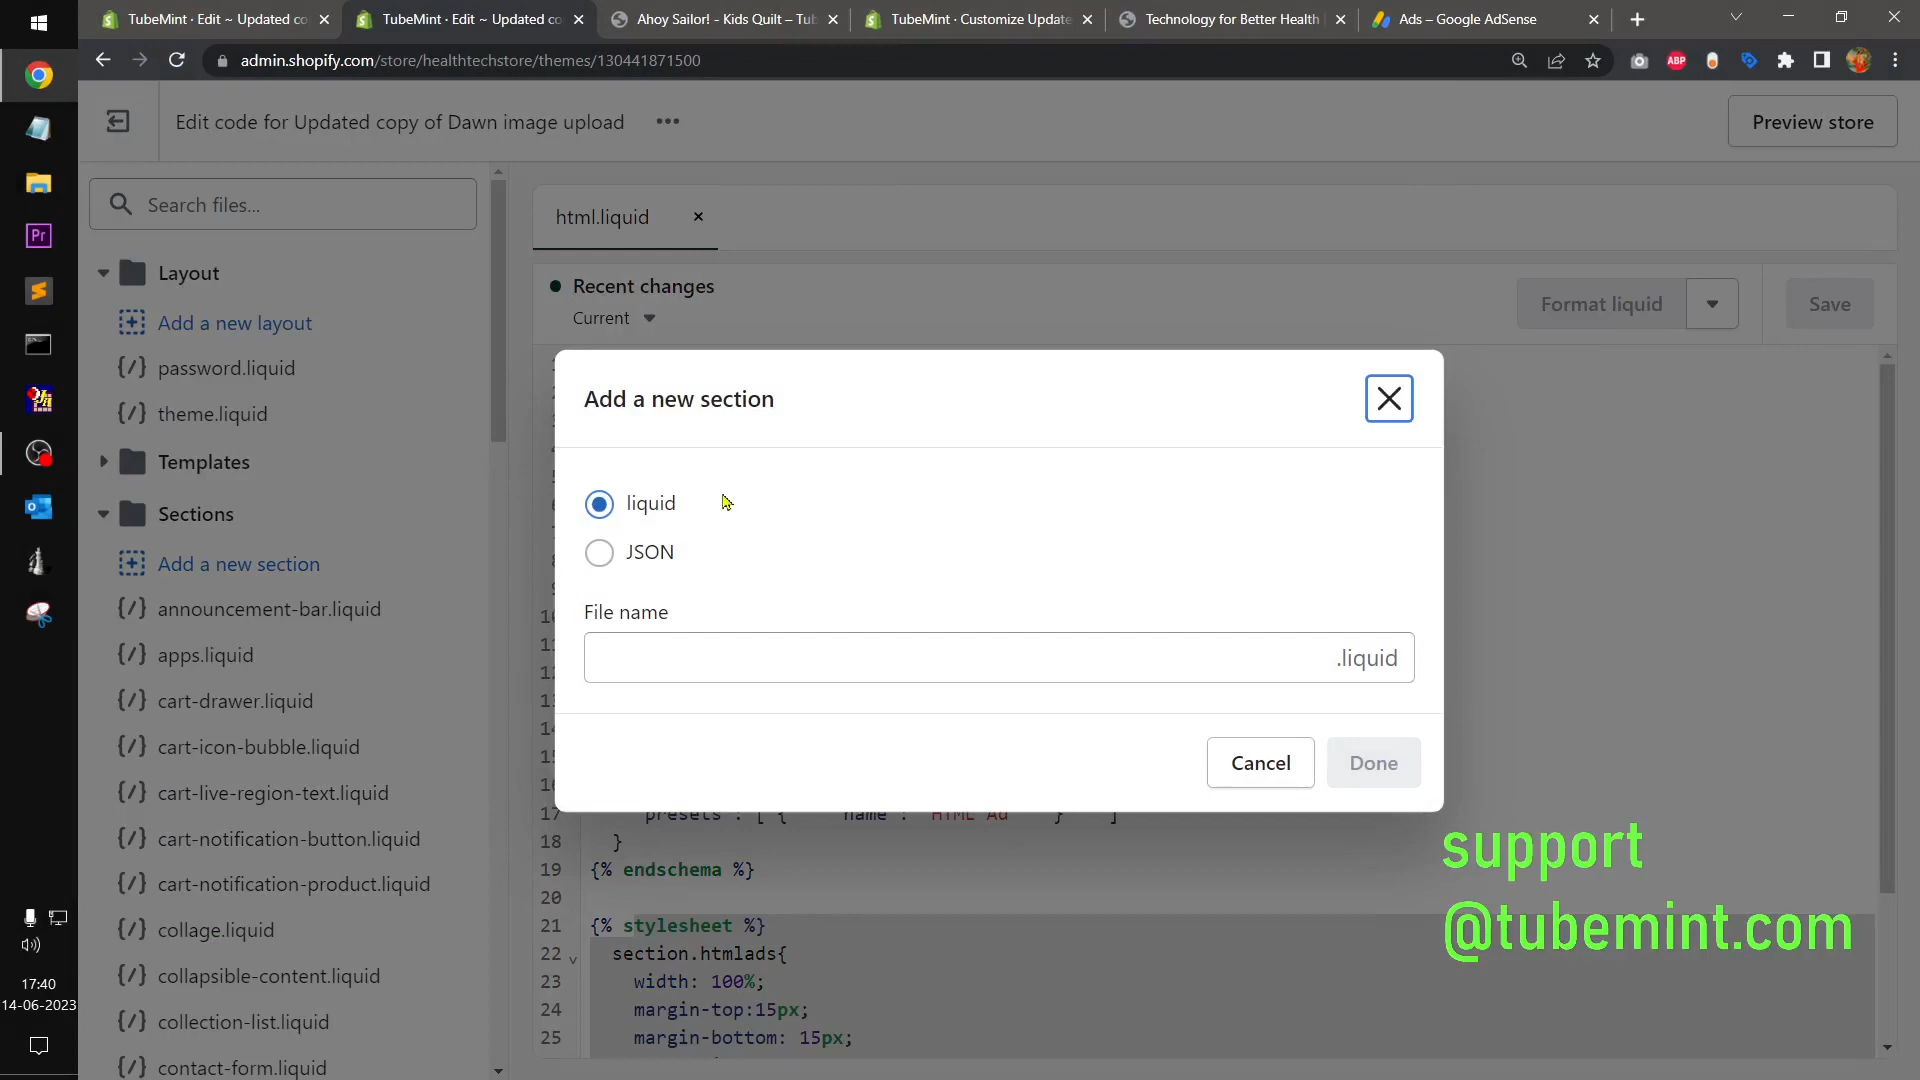 TubeMint · Edit ~ Updated co
TubeMint · Edit ~ Updated co
Ahoy Sailor! - Kids Quilt – Tub
TubeMint · Customize Update
Technology for Better Health
Ads – Google AdSense
admin.shopify.com/store/healthtechstore/themes/130441871500
ABP
Edit code for Updated copy of Dawn image upload
Preview store
Search files...
html.liquid
Layout
Recent changes
Current
Format liquid
Save
Add a new layout
password.liquid
theme.liquid
Templates
Sections
Add a new section
announcement-bar.liquid
apps.liquid
cart-drawer.liquid
cart-icon-bubble.liquid
cart-live-region-text.liquid
cart-notification-button.liquid
cart-notification-product.liquid
collage.liquid
collapsible-content.liquid
collection-list.liquid
contact-form.liquid
Add a new section
liquid
JSON
File name
.liquid
Cancel
Done
17 "presets": [ { "name": "HTML Ad" } ]
18 }
19 {% endschema %}
20
21 {% stylesheet %}
22 section.htmlads{
23 width: 100%;
24 margin-top:15px;
25 margin-bottom: 15px;
support
@tubemint.com
Pr
17:40
14-06-2023